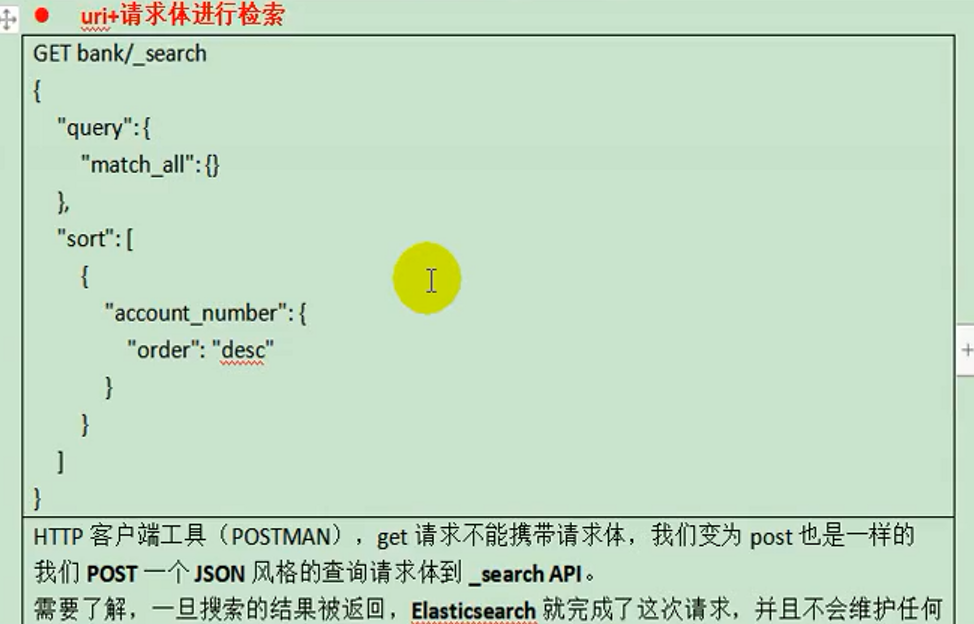 ● uri+请求体进行检索
GET bank/_search
{
"query": {
"match_all": {}
},
"sort": [
{
"account_number": {
"order": "desc"
}
}
]
}
HTTP 客户端工具（POSTMAN），get 请求不能携带请求体，我们变为 post 也是一样的
我们 POST 一个 JSON 风格的查询请求体到 _search API。
需要了解，一旦搜索的结果被返回，Elasticsearch 就完成了这次请求，并且不会维护任何